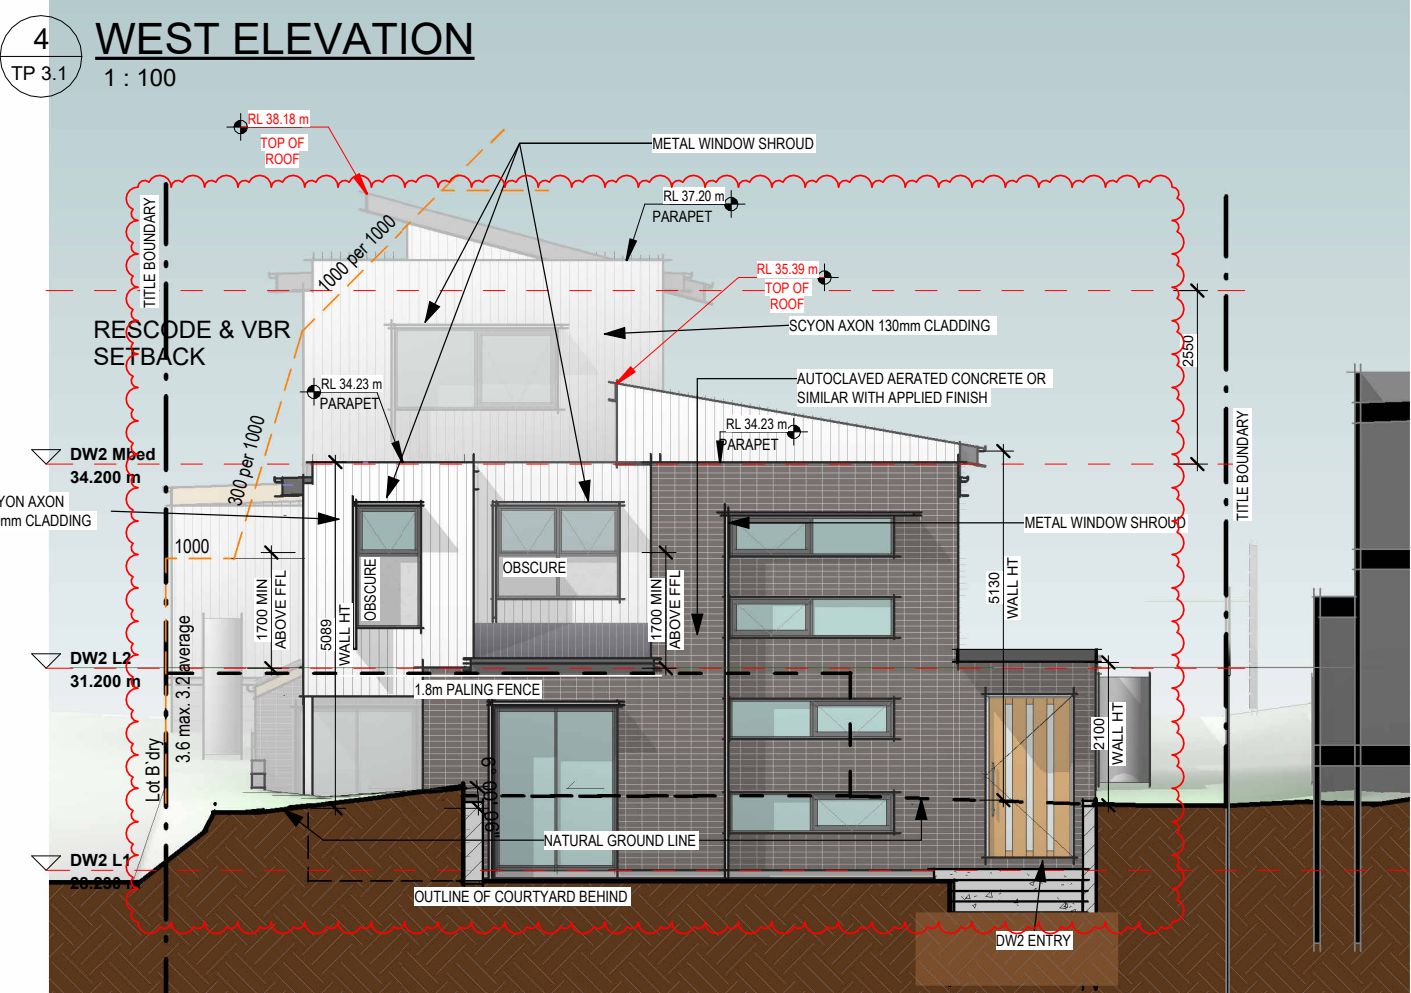 4
TP 3.1
WEST ELEVATION
1 : 100
RL 38.18 m
TOP OF
ROOF
METAL WINDOW SHROUD
RL 37.20 m
PARAPET
TITLE BOUNDARY
1000 per 1000
RL 35.39 m
TOP OF
ROOF
SCYON AXON 130mm CLADDING
RESCODE & VBR
SETBACK
2550
RL 34.23 m
PARAPET
AUTOCLAVED AERATED CONCRETE OR
SIMILAR WITH APPLIED FINISH
RL 34.23 m
PARAPET
300 per 1000
TITLE BOUNDARY
DW2 Mbed
34.200 m
YON AXON
mm CLADDING
METAL WINDOW SHROUD
1000
OBSCURE
OBSCURE
1700 MIN
ABOVE FFL
5089
WALL HT
1700 MIN
ABOVE FFL
5130
WALL HT
DW2 L2
31.200 m
3.6 max. 3.2 average
1.8m PALING FENCE
2100
WALL HT
Lot B'dry
NATURAL GROUND LINE
DW2 L1
OUTLINE OF COURTYARD BEHIND
DW2 ENTRY